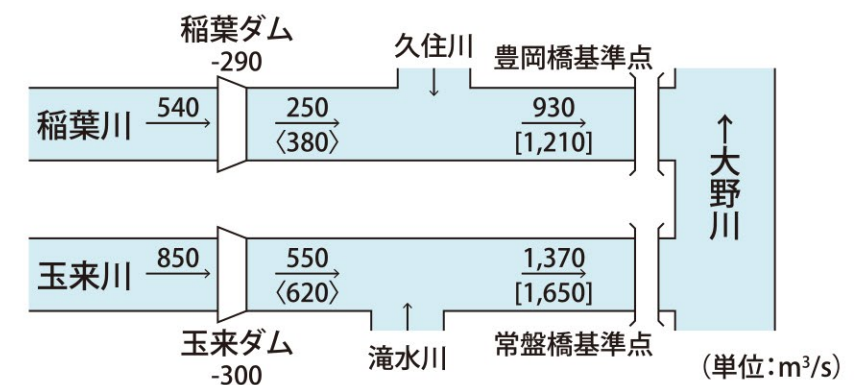 稲葉ダム
-290
久住川
↓
豊岡橋基準点
稲葉川
540
→
250
→
〈380〉
930
→
[1,210]
↑大野川
玉来川
850
→
550
→
〈620〉
1,370
→
[1,650]
玉来ダム
-300
↑
滝水川
常盤橋基準点
（単位：m³/s）